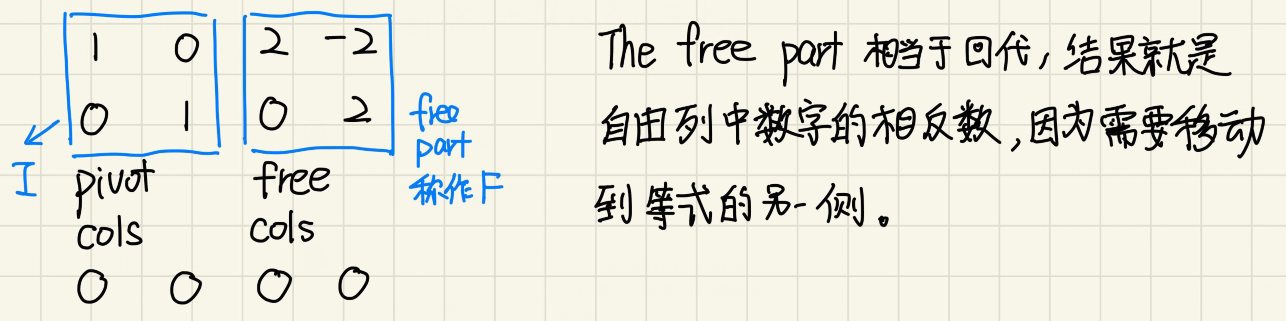 1 0 2 -2
0 1 0 2
I
pivot cols
free cols
free part 称作F
0 0 0 0
The free part 相当于回代,结果就是
自由列中数字的相反数,因为需要移动
到等式的另一侧。